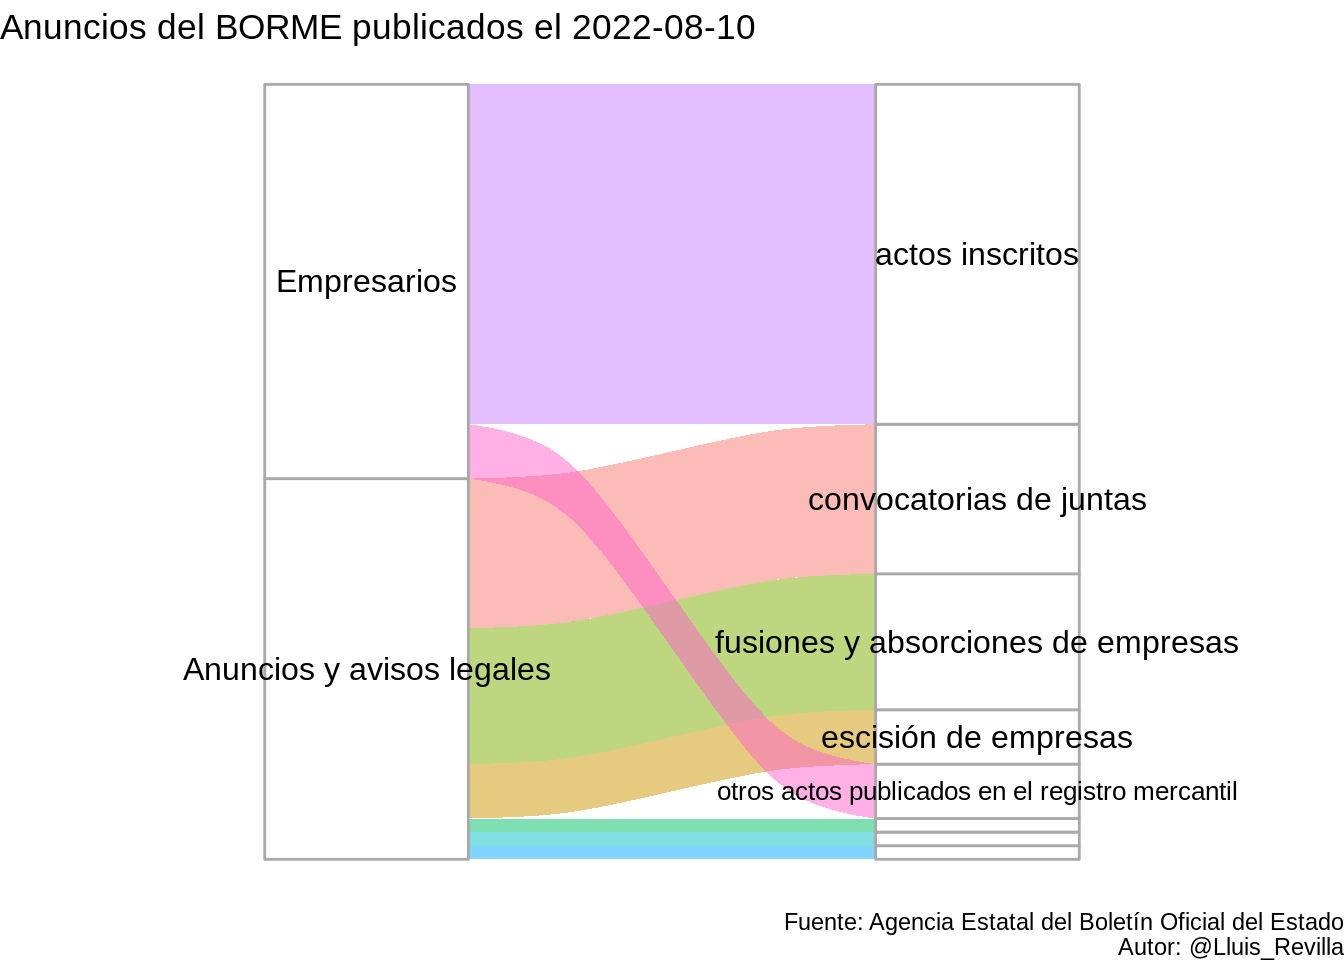 Anuncios del BORME publicados el 2022-08-10
Empresarios
actos inscritos
convocatorias de juntas
fusiones y absorciones de empresas
Anuncios y avisos legales
escisión de empresas
otros actos publicados en el registro mercantil
Fuente: Agencia Estatal del Boletín Oficial del Estado
Autor: @Lluis_Revilla